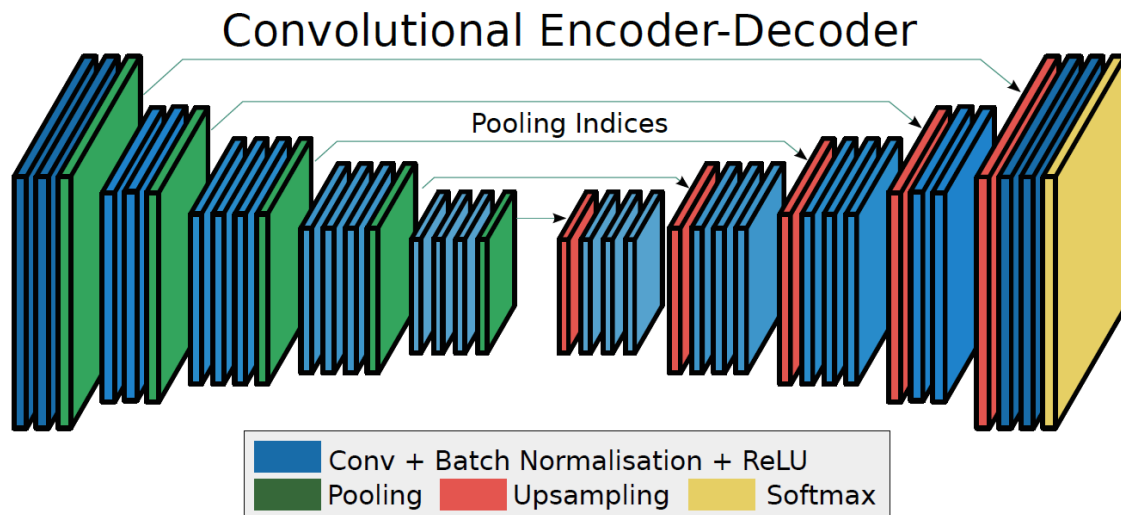 Convolutional Encoder-Decoder
Pooling Indices
Conv + Batch Normalisation + ReLU
Pooling Upsampling Softmax